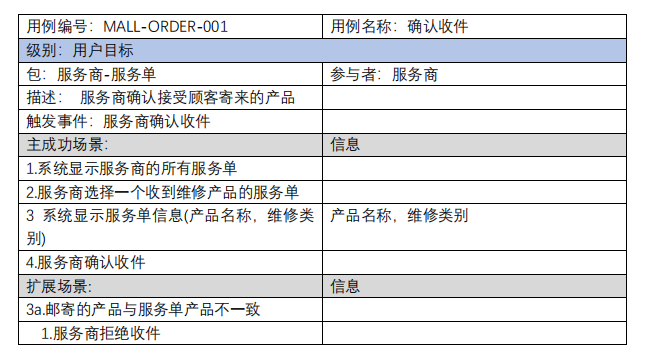 用例编号：MALL-ORDER-001 用例名称：确认收件
级别：用户目标
包：服务商-服务单 参与者：服务商
描述： 服务商确认接受顾客寄来的产品
触发事件：服务商确认收件
主成功场景: 信息
1.系统显示服务商的所有服务单
2.服务商选择一个收到维修产品的服务单
3 系统显示服务单信息(产品名称，维修类 产品名称，维修类别
别)
4.服务商确认收件
扩展场景: 信息
3a.邮寄的产品与服务单产品不一致
1.服务商拒绝收件